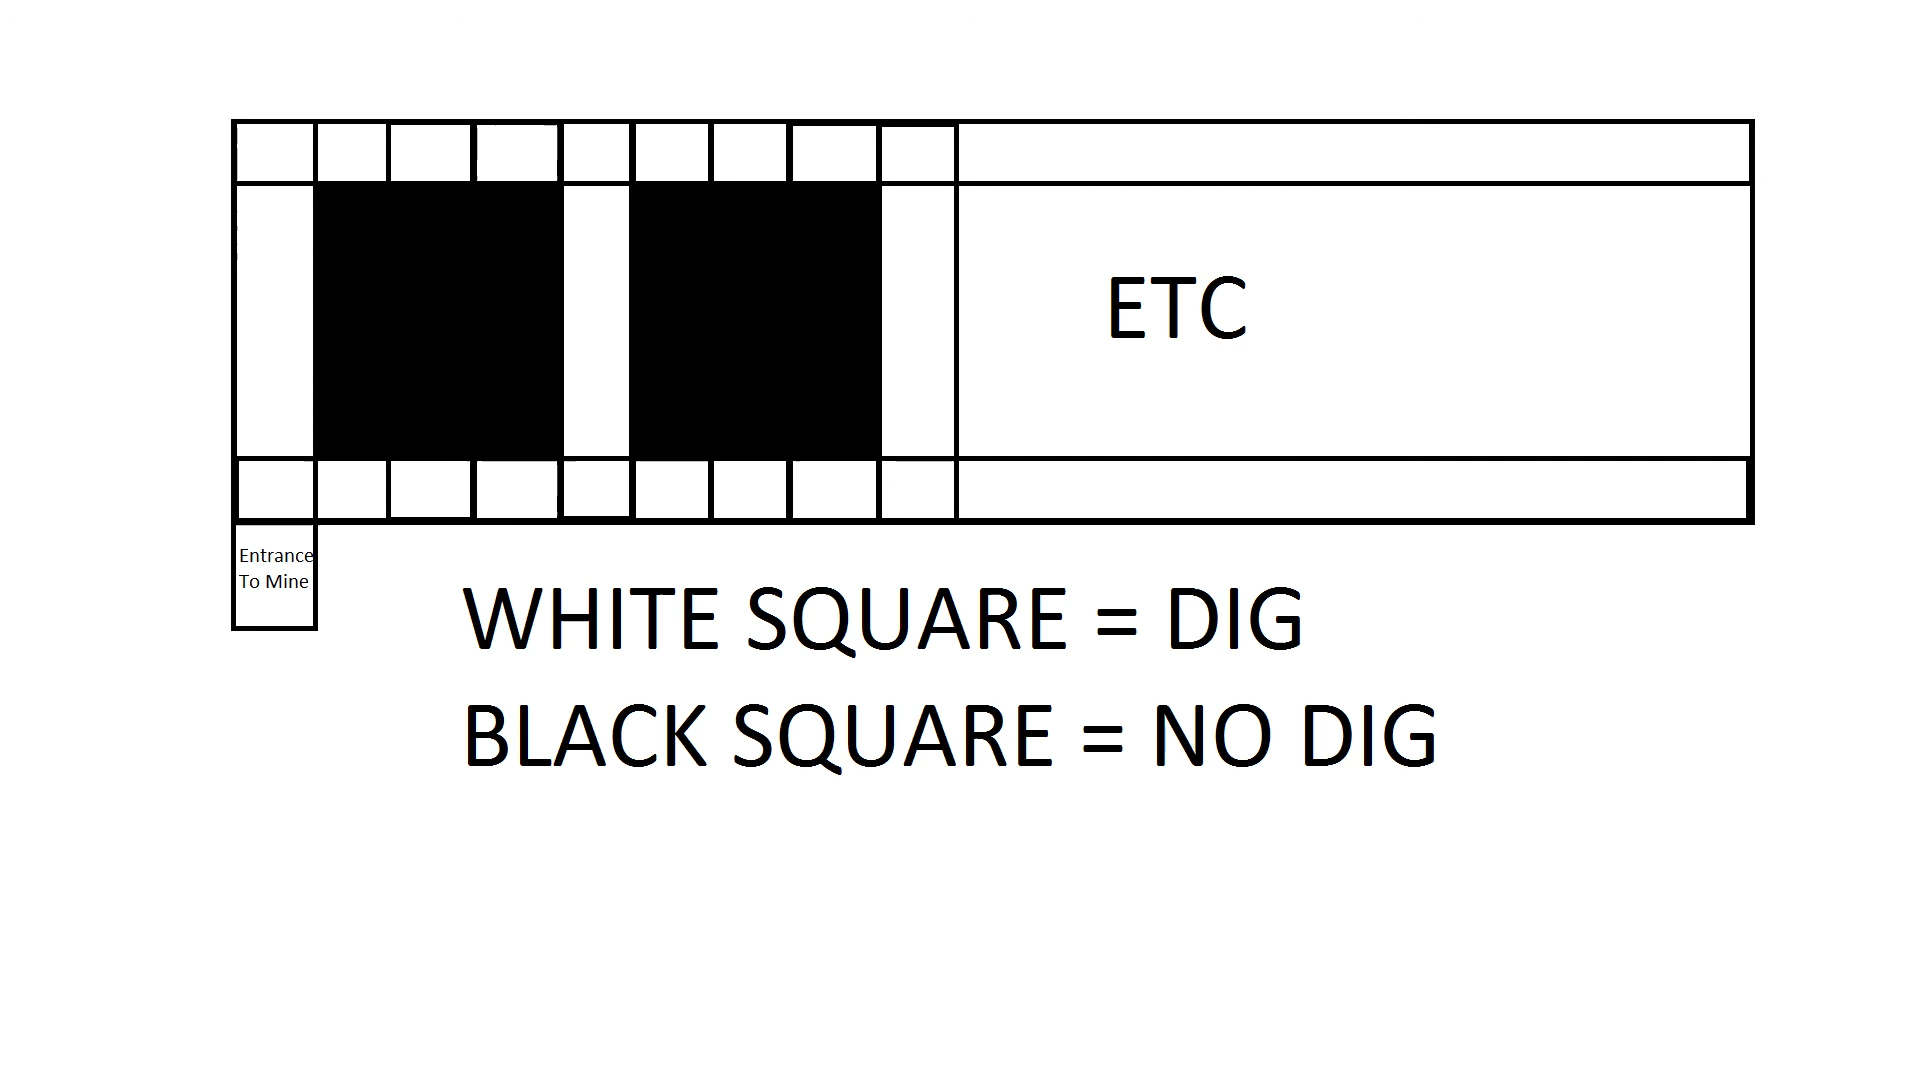 ETC
Entrance
To Mine
WHITE SQUARE = DIG
BLACK SQUARE = NO DIG